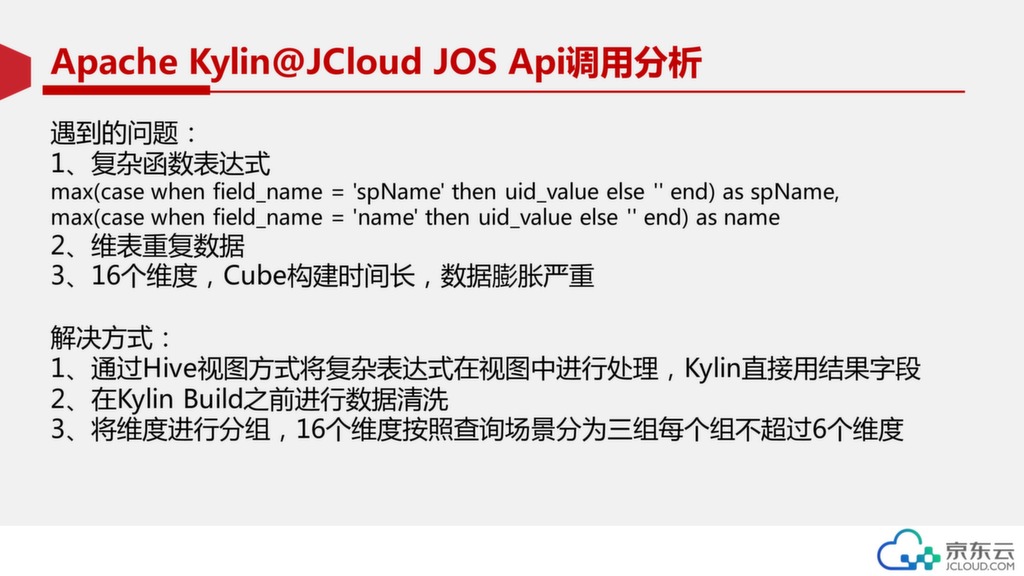 Apache Kylin@JCloud JOS Api调用分析
遇到的问题：
1、复杂函数表达式
max(case when field_name = 'spName' then uid_value else '' end) as spName,
max(case when field_name = 'name' then uid_value else '' end) as name
2、维表重复数据
3、16个维度，Cube构建时间长，数据膨胀严重
解决方式：
1、通过Hive视图方式将复杂表达式在视图中进行处理，Kylin直接用结果字段
2、在Kylin Build之前进行数据清洗
3、将维度进行分组，16个维度按照查询场景分为三组每个组不超过6个维度
京东云
JCLOUD.COM